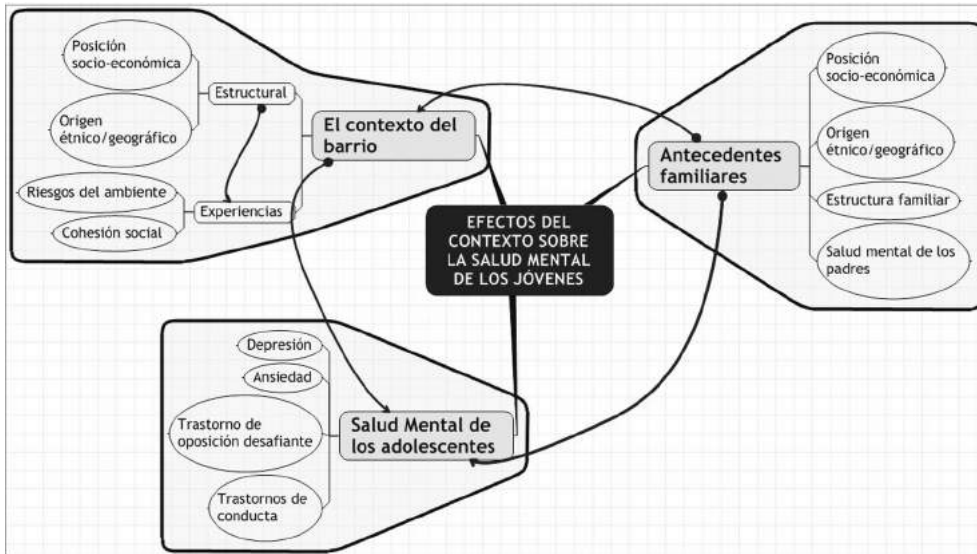 Posición
socio-económica
Estructural
Origen
étnico/geográfico
El contexto del
barrio
Riesgos del ambiente
Experiencias
Cohesión social
EFECTOS DEL
CONTEXTO SOBRE
LA SALUD MENTAL
DE LOS JÓVENES
Antecedentes
familiares
Posición
socio-económica
Origen
étnico/geográfico
Estructura familiar
Salud mental de los
padres
Depresión
Ansiedad
Trastorno de
oposición desafiante
Trastornos de
conducta
Salud Mental de
los adolescentes